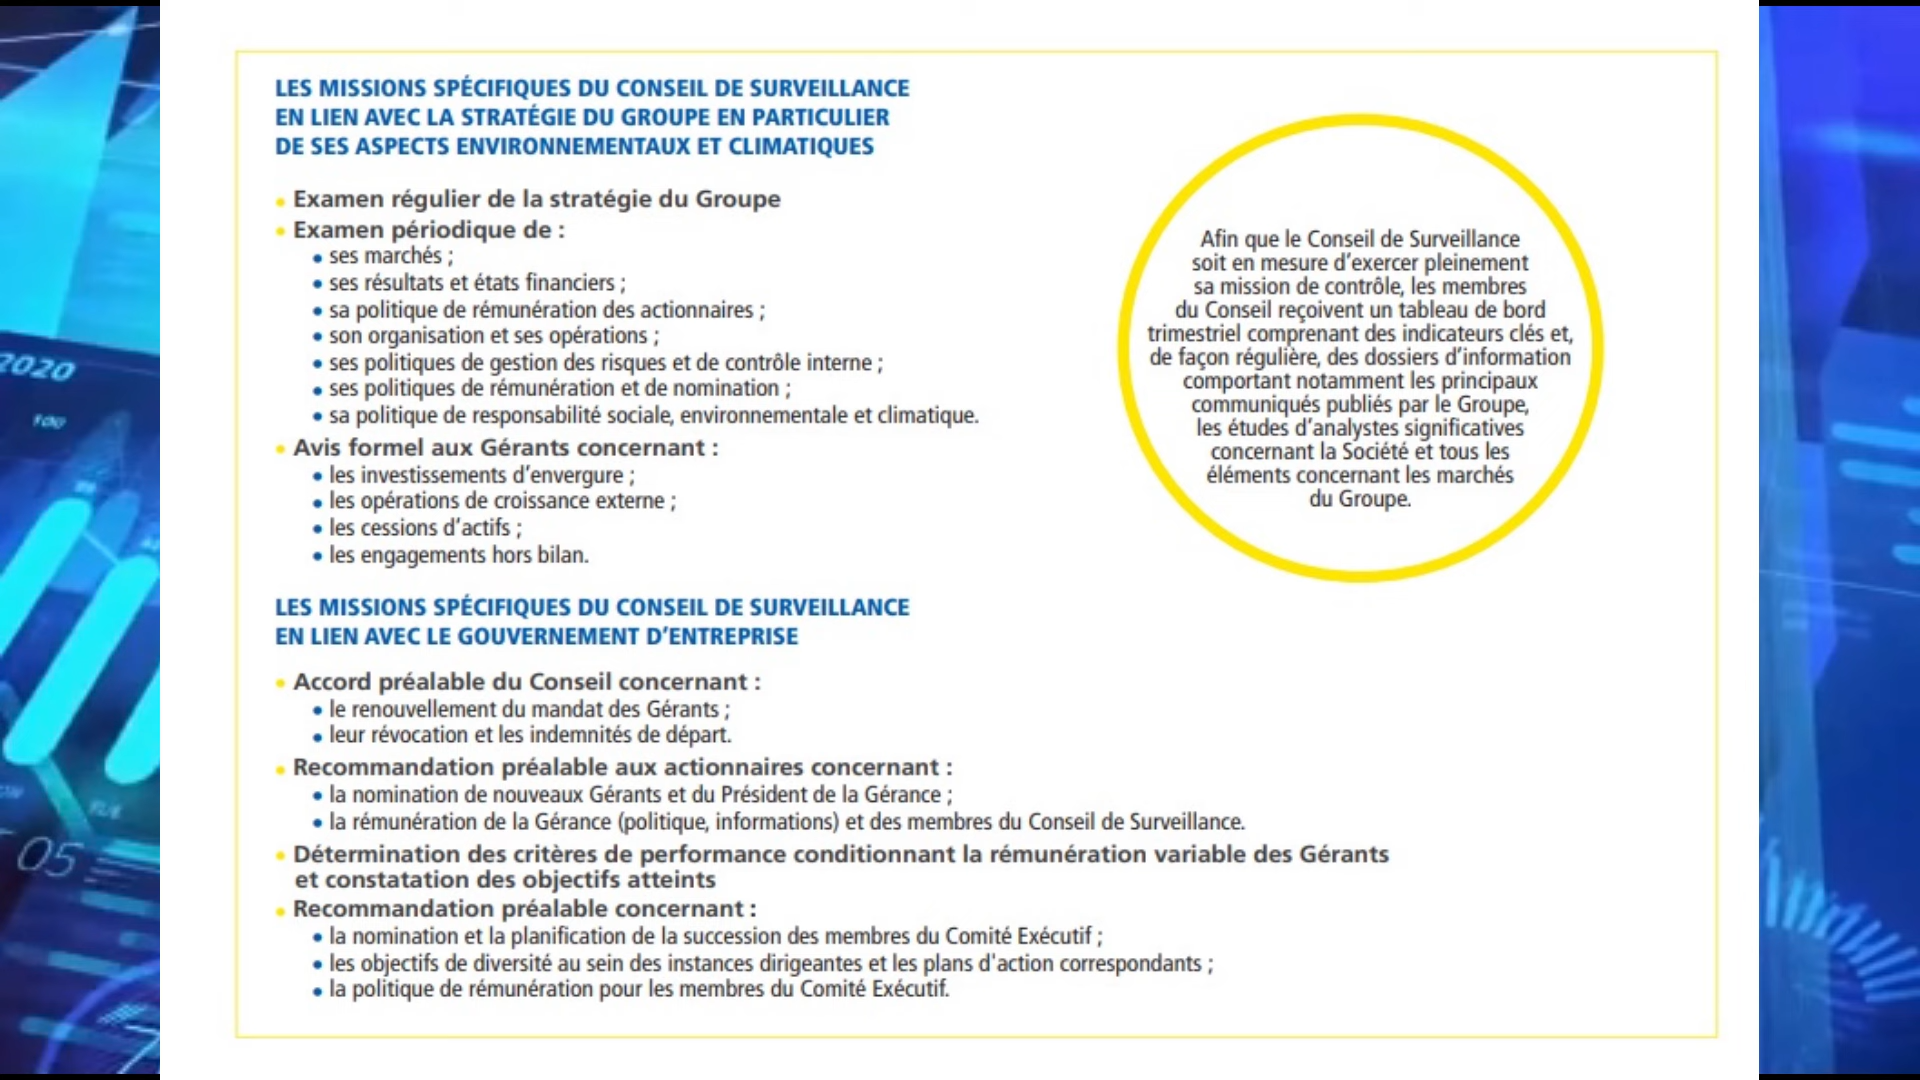 LES MISSIONS SPÉCIFIQUES DU CONSEIL DE SURVEILLANCE
EN LIEN AVEC LA STRATÉGIE DU GROUPE EN PARTICULIER
DE SES ASPECTS ENVIRONNEMENTAUX ET CLIMATIQUES
• Examen régulier de la stratégie du Groupe
• Examen périodique de :
• ses marchés ;
• ses résultats et états financiers ;
• sa politique de rémunération des actionnaires ;
• son organisation et ses opérations ;
• ses politiques de gestion des risques et de contrôle interne ;
• ses politiques de rémunération et de nomination ;
• sa politique de responsabilité sociale, environnementale et climatique.
• Avis formel aux Gérants concernant :
• les investissements d'envergure ;
• les opérations de croissance externe ;
• les cessions d'actifs ;
• les engagements hors bilan.
Afin que le Conseil de Surveillance
soit en mesure d'exercer pleinement
sa mission de contrôle, les membres
du Conseil reçoivent un tableau de bord
trimestriel comprenant des indicateurs clés et,
de façon régulière, des dossiers d'information
comportant notamment les principaux
communiqués publiés par le Groupe,
les études d'analystes significatives
concernant la Société et tous les
éléments concernant les marchés
du Groupe.
LES MISSIONS SPÉCIFIQUES DU CONSEIL DE SURVEILLANCE
EN LIEN AVEC LE GOUVERNEMENT D'ENTREPRISE
• Accord préalable du Conseil concernant :
• le renouvellement du mandat des Gérants ;
• leur révocation et les indemnités de départ.
• Recommandation préalable aux actionnaires concernant :
• la nomination de nouveaux Gérants et du Président de la Gérance ;
• la rémunération de la Gérance (politique, informations) et des membres du Conseil de Surveillance.
• Détermination des critères de performance conditionnant la rémunération variable des Gérants
et constatation des objectifs atteints
• Recommandation préalable concernant :
• la nomination et la planification de la succession des membres du Comité Exécutif ;
• les objectifs de diversité au sein des instances dirigeantes et les plans d'action correspondants ;
• la politique de rémunération pour les membres du Comité Exécutif.
2020
05